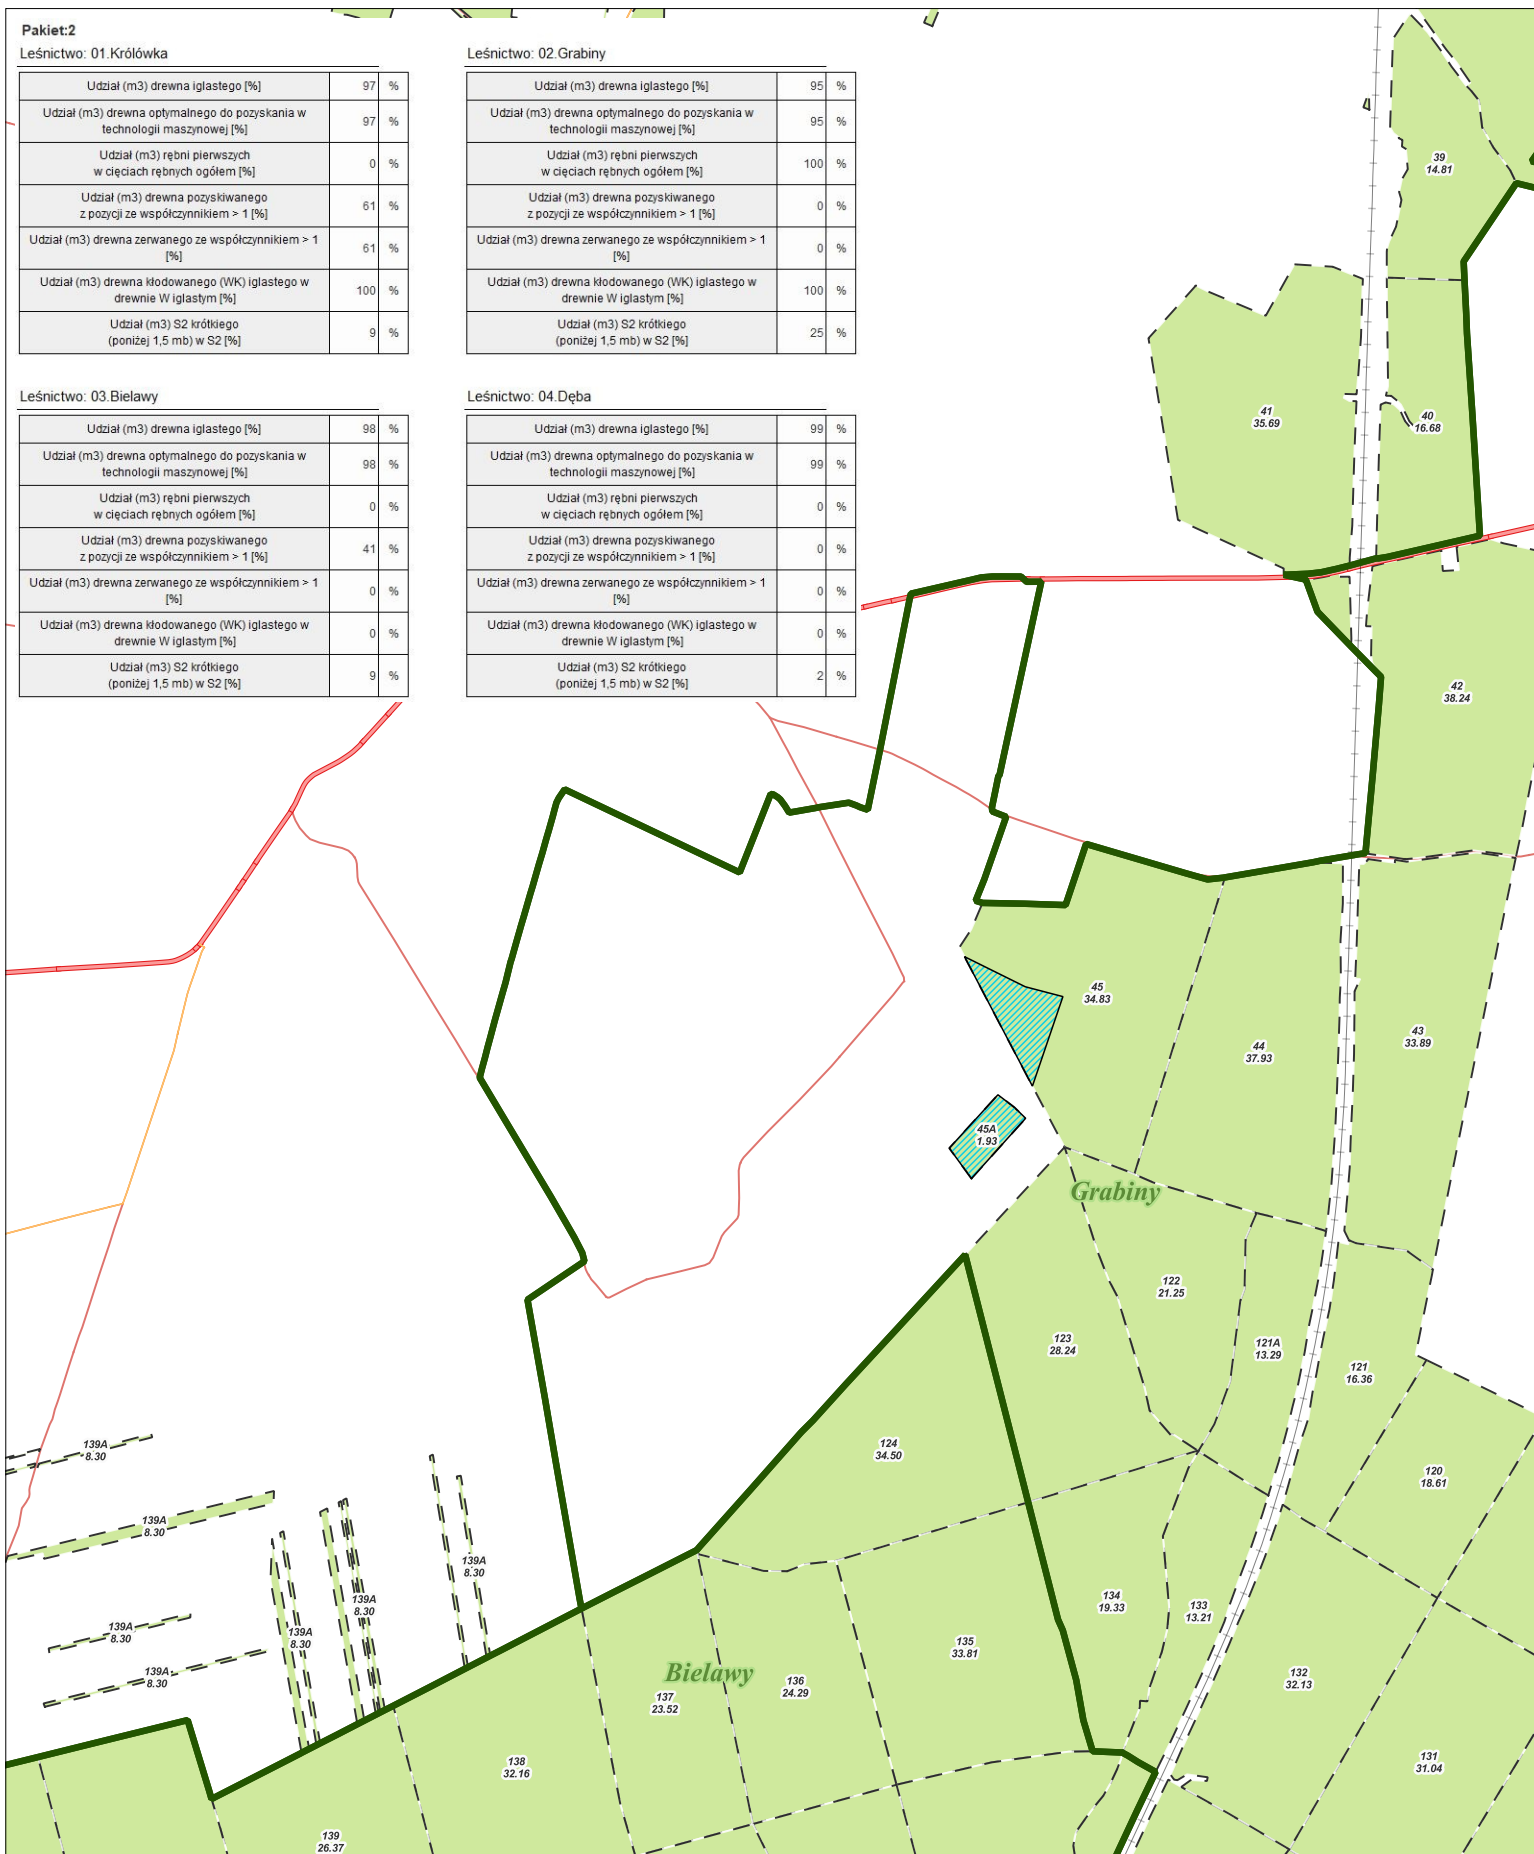 Pakiet:2
Leśnictwo: 01.Królówka
Udział (m3) drewna iglastego [%] 97 %
Udział (m3) drewna optymalnego do pozyskania w
technologii maszynowej [%] 97 %
Udział (m3) rębni pierwszych
w cięciach rębnych ogółem [%] 0 %
Udział (m3) drewna pozyskiwanego
z pozycji ze współczynnikiem > 1 [%] 61 %
Udział (m3) drewna zerwanego ze współczynnikiem > 1
[%] 61 %
Udział (m3) drewna kłodowanego (WK) iglastego w
drewnie W iglastym [%] 100 %
Udział (m3) S2 krótkiego
(poniżej 1,5 mb) w S2 [%] 9 %
Leśnictwo: 02.Grabiny
Udział (m3) drewna iglastego [%] 95 %
Udział (m3) drewna optymalnego do pozyskania w
technologii maszynowej [%] 95 %
Udział (m3) rębni pierwszych
w cięciach rębnych ogółem [%] 100 %
Udział (m3) drewna pozyskiwanego
z pozycji ze współczynnikiem > 1 [%] 0 %
Udział (m3) drewna zerwanego ze współczynnikiem > 1
[%] 0 %
Udział (m3) drewna kłodowanego (WK) iglastego w
drewnie W iglastym [%] 100 %
Udział (m3) S2 krótkiego
(poniżej 1,5 mb) w S2 [%] 25 %
Leśnictwo: 03.Bielawy
Udział (m3) drewna iglastego [%] 98 %
Udział (m3) drewna optymalnego do pozyskania w
technologii maszynowej [%] 98 %
Udział (m3) rębni pierwszych
w cięciach rębnych ogółem [%] 0 %
Udział (m3) drewna pozyskiwanego
z pozycji ze współczynnikiem > 1 [%] 41 %
Udział (m3) drewna zerwanego ze współczynnikiem > 1
[%] 0 %
Udział (m3) drewna kłodowanego (WK) iglastego w
drewnie W iglastym [%] 0 %
Udział (m3) S2 krótkiego
(poniżej 1,5 mb) w S2 [%] 9 %
Leśnictwo: 04.Dęba
Udział (m3) drewna iglastego [%] 99 %
Udział (m3) drewna optymalnego do pozyskania w
technologii maszynowej [%] 99 %
Udział (m3) rębni pierwszych
w cięciach rębnych ogółem [%] 0 %
Udział (m3) drewna pozyskiwanego
z pozycji ze współczynnikiem > 1 [%] 0 %
Udział (m3) drewna zerwanego ze współczynnikiem > 1
[%] 0 %
Udział (m3) drewna kłodowanego (WK) iglastego w
drewnie W iglastym [%] 0 %
Udział (m3) S2 krótkiego
(poniżej 1,5 mb) w S2 [%] 2 %
39
14.81
41
35.69
40
16.68
42
38.24
45
34.83
43
33.89
44
37.93
45A
1.93
Grabiny
122
21.25
123
28.24
121A
13.29
121
16.36
124
34.50
120
18.61
139A
8.30
139A
8.30
139A
8.30
139A
8.30
139A
8.30
139A
8.30
139A
8.30
134
19.33
133
13.21
135
33.81
132
32.13
Bielawy
136
24.29
137
23.52
138
32.16
131
31.04
139
26.37